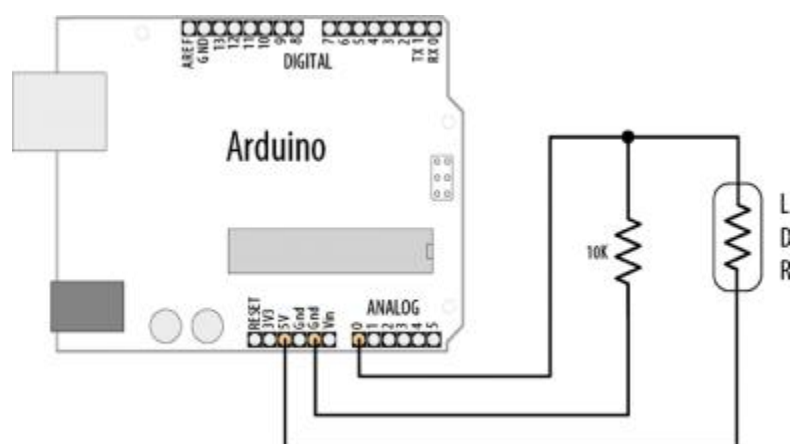 AREF GND 13 12 11 10 9 8 7 6 5 4 3 2 TX 1 RX 0
DIGITAL
Arduino
10K
L
D
R
ANALOG
RESET 3V3 5V Gnd Gnd Vin 0 1 2 3 4 5